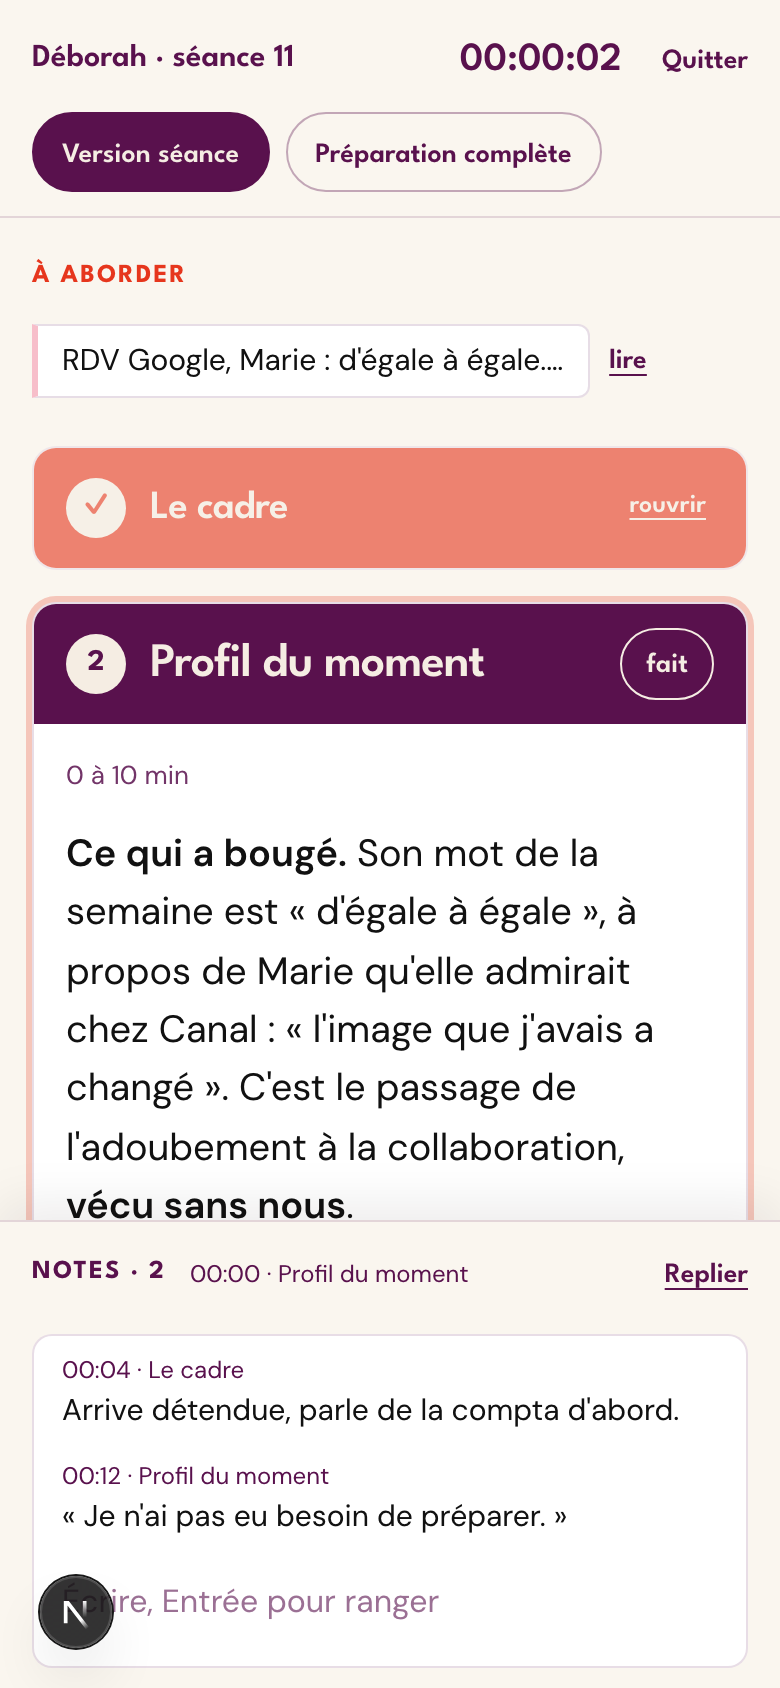 Déborah · séance 11
00:00:02
Quitter
Version séance
Préparation complète
À ABORDER
RDV Google, Marie : d'égale à égale....
lire
Le cadre
rouvrir
2
Profil du moment
fait
0 à 10 min
Ce qui a bougé. Son mot de la
semaine est « d'égale à égale », à
propos de Marie qu'elle admirait
chez Canal : « l'image que j'avais a
changé ». C'est le passage de
l'adoubement à la collaboration,
vécu sans nous.
NOTES · 2
00:00 · Profil du moment
Replier
00:04 · Le cadre
Arrive détendue, parle de la compta d'abord.
00:12 · Profil du moment
« Je n'ai pas eu besoin de préparer. »
Écrire, Entrée pour ranger
N